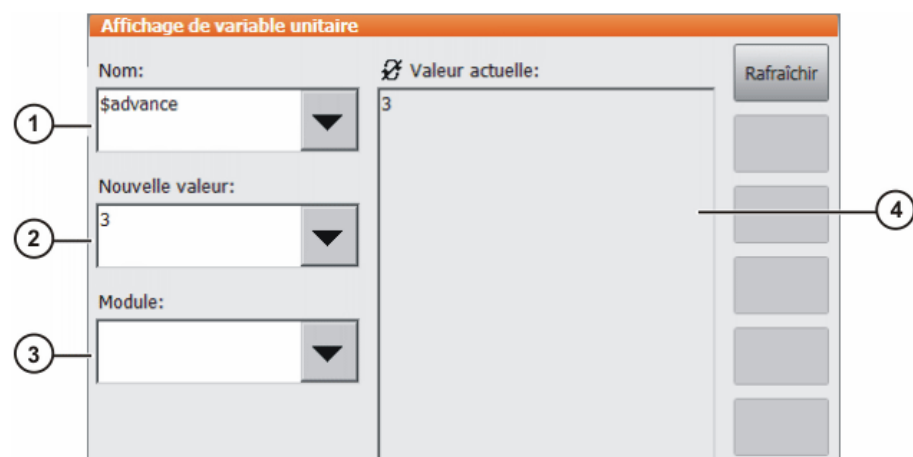 Affichage de variable unitaire
Nom:
$advance
Nouvelle valeur:
3
Module:
Valeur actuelle:
3
Rafraîchir
1
2
3
4